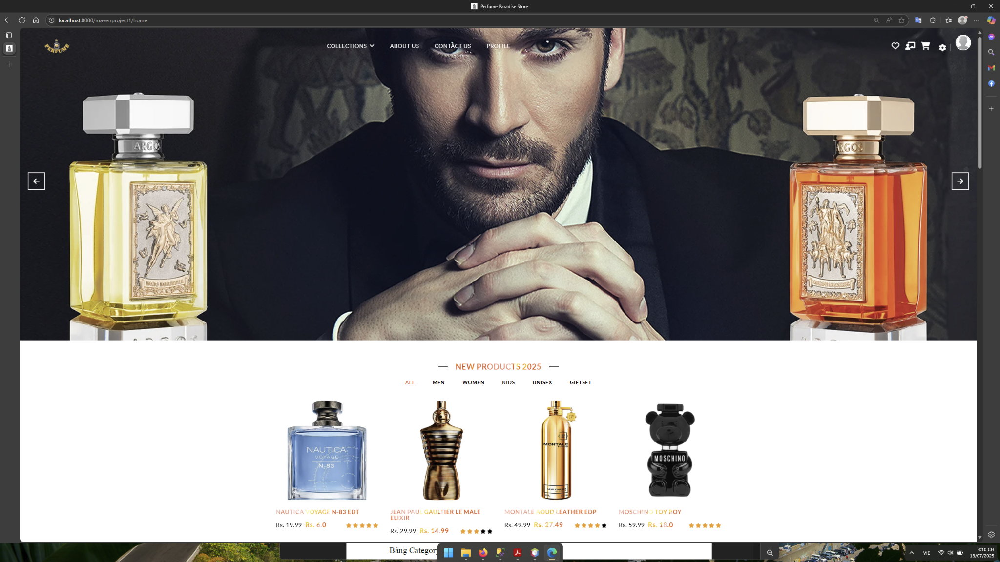 Perfume Paradise Store
localhost:8080/mavenproject1/home
PERFUME
COLLECTIONS
ABOUT US
CONTACT US
PROFILE
ARGOS
ARGOS
ARGOS
NEW PRODUCTS 2025
ALL
MEN
WOMEN
KIDS
UNISEX
GIFTSET
NAUTICA
VOYAGE
N-83
MONTALE
AOUD LEATHER
MOSCHINO
NAUTICA VOYAGE N-83 EDT
Rs. 19.99 Rs. 6.0
JEAN PAUL GAULTIER LE MALE
ELIXIR
Rs. 29.99 Rs. 14.99
MONTALE AOUD LEATHER EDP
Rs. 49.99 Rs. 27.49
MOSCHINO TOY BOY
Rs. 59.99 Rs. 18.0
Bảng Category
VIE
4:10 CH
13/07/2025